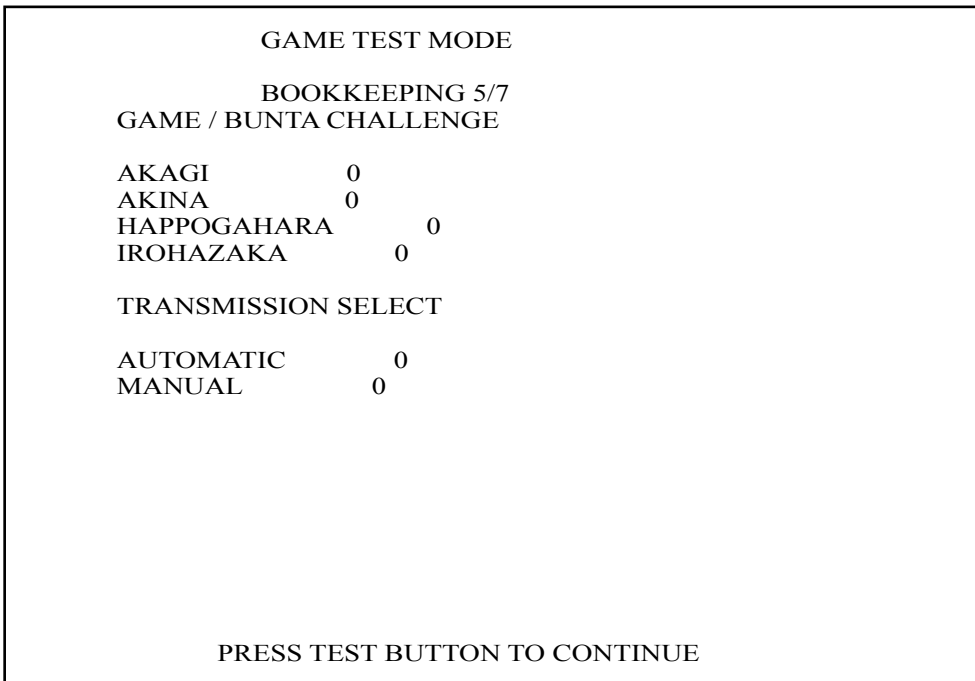 GAME TEST MODE
BOOKKEEPING 5/7
GAME / BUNTA CHALLENGE
AKAGI 0
AKINA 0
HAPPOGAHARA 0
IROHAZAKA 0
TRANSMISSION SELECT
AUTOMATIC 0
MANUAL 0
PRESS TEST BUTTON TO CONTINUE